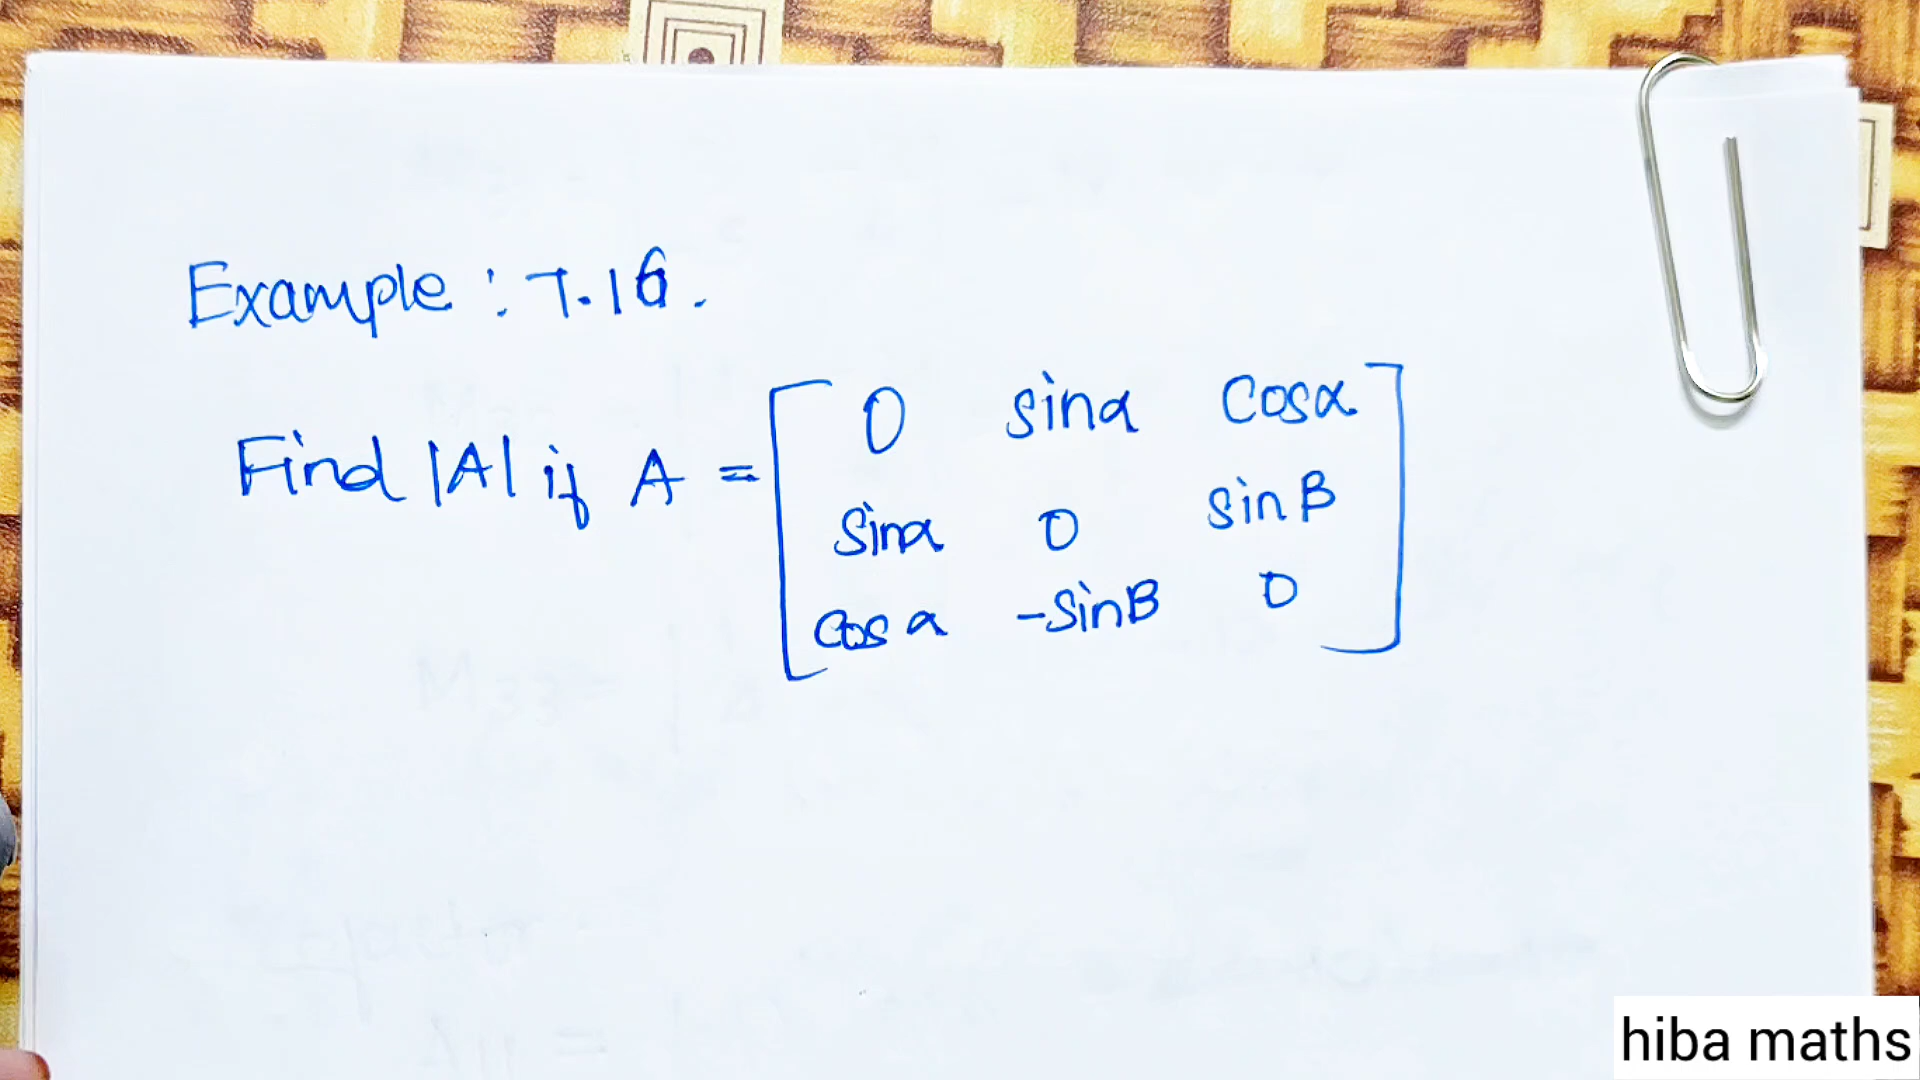 Example : 7.16.
Find |A| if A = [ 0 sinα cosα
sinα 0 sinβ
cosα -sinβ 0 ]
hiba maths